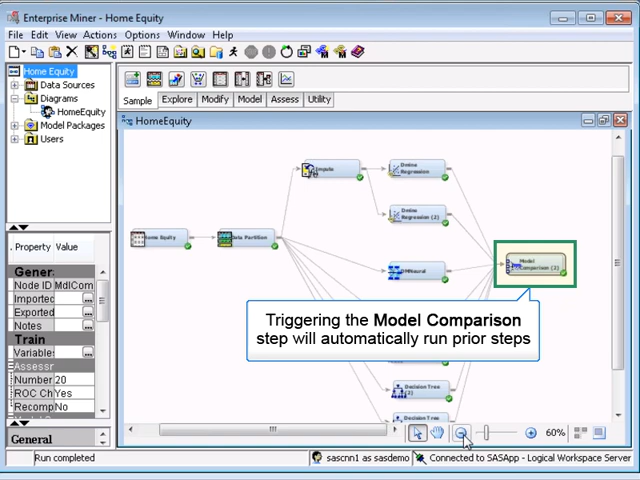 Enterprise Miner - Home Equity
File Edit View Actions Options Window Help
Home Equity
Data Sources
Diagrams
HomeEquity
Model Packages
Users
Sample Explore Modify Model Assess Utility
HomeEquity
Impute
Dmine
Regression
Dmine
Regression (2)
Home Equity
Data Partition
DMNeural
Model
Comparison (2)
Triggering the Model Comparison
step will automatically run prior steps
Decision Tree
(2)
Decision Tree
. Property Value
General
Node ID MdlCom
Imported
Exported
Notes
Train
Variables
Number 20
ROC Ch Yes
Recomp No
General
60%
Run completed
sascnn1 as sasdemo
Connected to SASApp - Logical Workspace Server